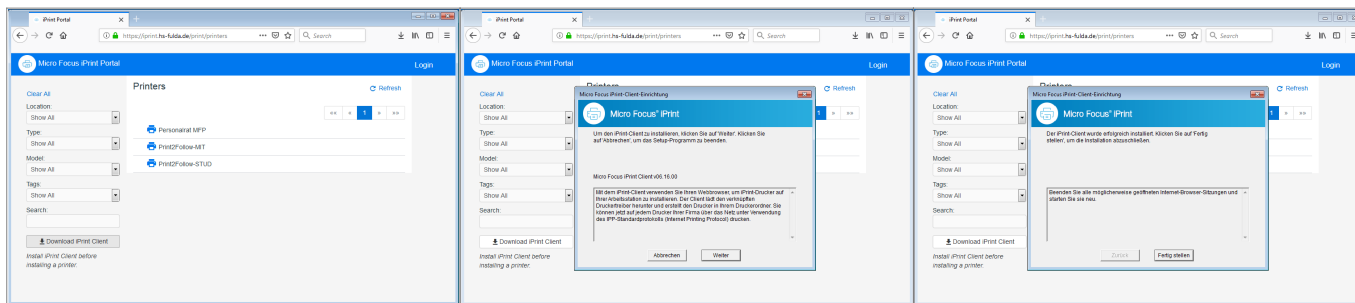 iPrint Portal
https://iprint.hs-fulda.de/print/printers
Search
Micro Focus iPrint Portal
Login
Clear All
Location:
Show All
Type:
Show All
Model:
Show All
Tags:
Show All
Search:
Download iPrint Client
Install iPrint Client before
installing a printer.
Printers
Refresh
«« « 1 » »»
Personalrat MFP
Print2Follow-MIT
Print2Follow-STUD
iPrint Portal
https://iprint.hs-fulda.de/print/printers
Search
Micro Focus iPrint Portal
Login
Clear All
Location:
Show All
Type:
Show All
Model:
Show All
Tags:
Show All
Search:
Download iPrint Client
Install iPrint Client before
installing a printer.
Printers
Refresh
1 » »»
Micro Focus iPrint-Client-Einrichtung
Micro Focus® iPrint
Um den iPrint-Client zu installieren, klicken Sie auf 'Weiter'. Klicken Sie
auf 'Abbrechen', um das Setup-Programm zu beenden.
Micro Focus iPrint Client v06.16.00
Mit dem iPrint-Client verwenden Sie Ihren Webbrowser, um iPrint-Drucker auf
Ihrer Arbeitsstation zu installieren. Der Client lädt den verknüpften
Druckertreiber herunter und erstellt den Drucker in Ihrem Druckerordner. Sie
können jetzt auf jedem Drucker Ihrer Firma über das Netz unter Verwendung
des IPP-Standardprotokolls (Internet Printing Protocol) drucken.
Abbrechen
Weiter
iPrint Portal
https://iprint.hs-fulda.de/print/printers
Search
Micro Focus iPrint Portal
Login
Clear All
Location:
Show All
Type:
Show All
Model:
Show All
Tags:
Show All
Search:
Download iPrint Client
Install iPrint Client before
installing a printer.
Printers
Refresh
1 » »»
Micro Focus iPrint-Client-Einrichtung
Micro Focus® iPrint
Der iPrint-Client wurde erfolgreich installiert. Klicken Sie auf 'Fertig
stellen', um die Installation abzuschließen.
Beenden Sie alle möglicherweise geöffneten Internet-Browser-Sitzungen und
starten Sie sie neu.
Zurück
Fertig stellen